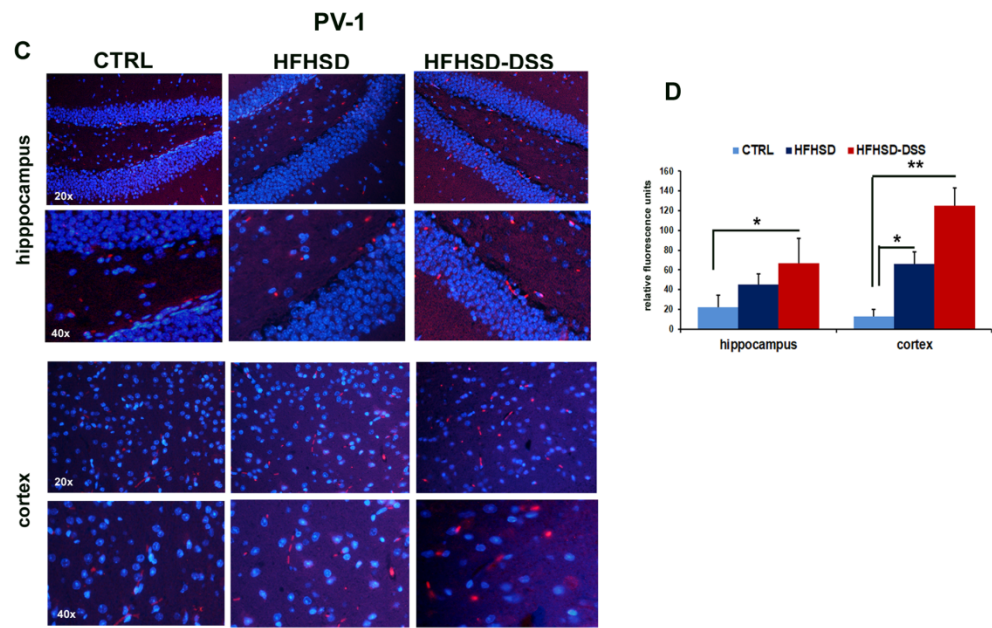 PV-1
C
CTRL
HFHSD
HFHSD-DSS
hipppocampus
20x
40x
cortex
20x
40x
D
CTRL HFHSD HFHSD-DSS
relative fluorescence units
160
140
120
100
80
60
40
20
0
*
*
**
hippocampus
cortex